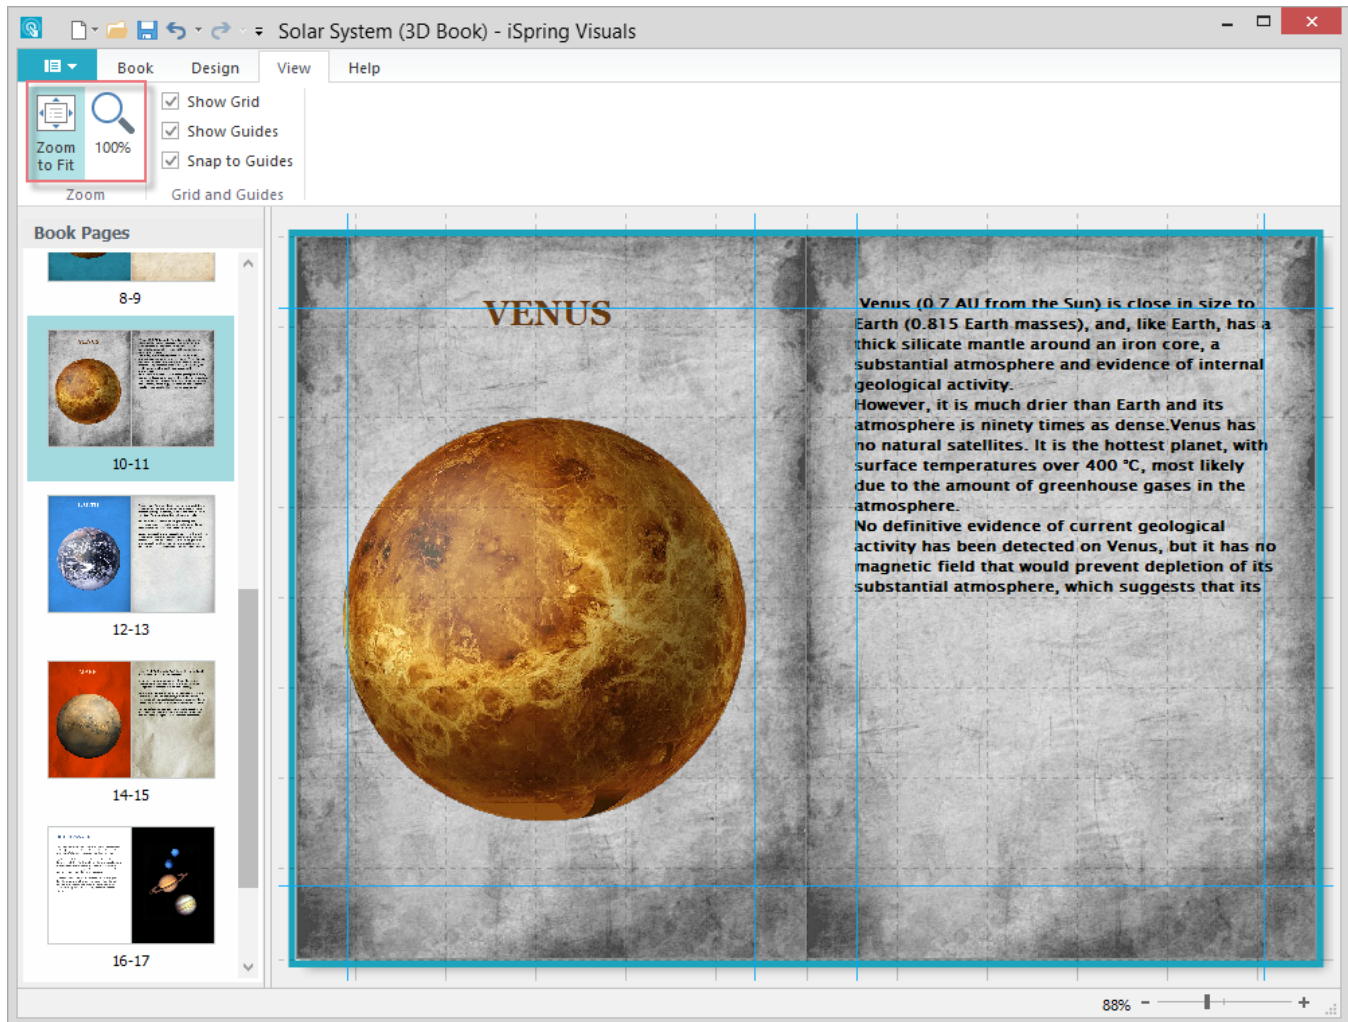 Solar System (3D Book) - iSpring Visuals
Book Design View Help
Zoom to Fit
100%
Show Grid
Show Guides
Snap to Guides
Zoom
Grid and Guides
Book Pages
8-9
VENUS
10-11
EARTH
12-13
MARS
14-15
16-17
VENUS
Venus (0.7 AU from the Sun) is close in size to
Earth (0.815 Earth masses), and, like Earth, has a
thick silicate mantle around an iron core, a
substantial atmosphere and evidence of internal
geological activity.
However, it is much drier than Earth and its
atmosphere is ninety times as dense.Venus has
no natural satellites. It is the hottest planet, with
surface temperatures over 400 °C, most likely
due to the amount of greenhouse gases in the
atmosphere.
No definitive evidence of current geological
activity has been detected on Venus, but it has no
magnetic field that would prevent depletion of its
substantial atmosphere, which suggests that its
88%